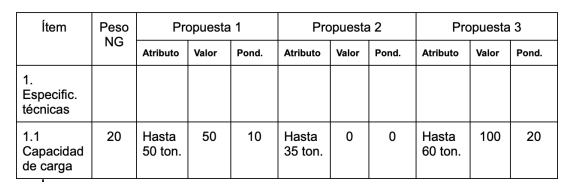 Ítem Peso NG Propuesta 1 Propuesta 2 Propuesta 3
Atributo Valor Pond. Atributo Valor Pond. Atributo Valor Pond.
1.
Especific.
técnicas
1.1 20 Hasta 50 10 Hasta 0 0 Hasta 100 20
Capacidad 50 ton. 35 ton. 60 ton.
de carga